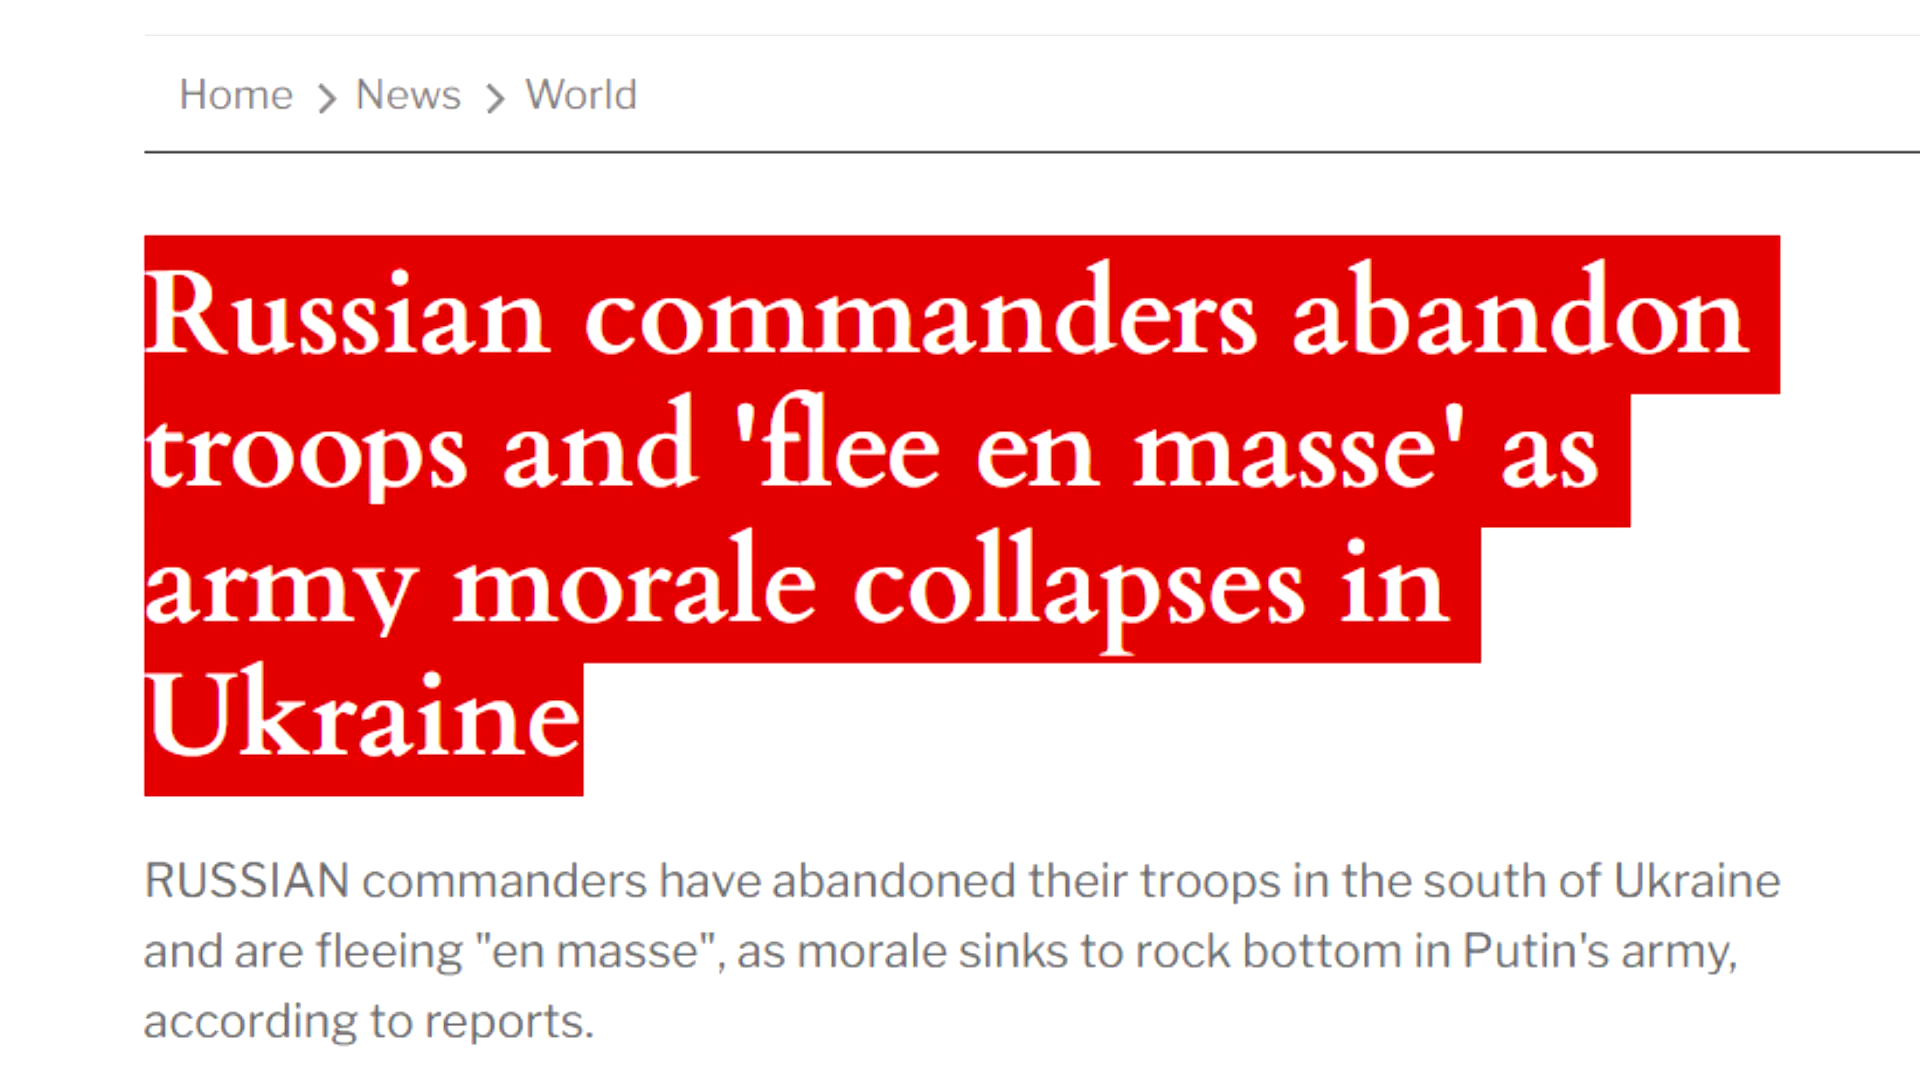 Home > News > World
Russian commanders abandon
troops and 'flee en masse' as
army morale collapses in
Ukraine
RUSSIAN commanders have abandoned their troops in the south of Ukraine
and are fleeing "en masse", as morale sinks to rock bottom in Putin's army,
according to reports.